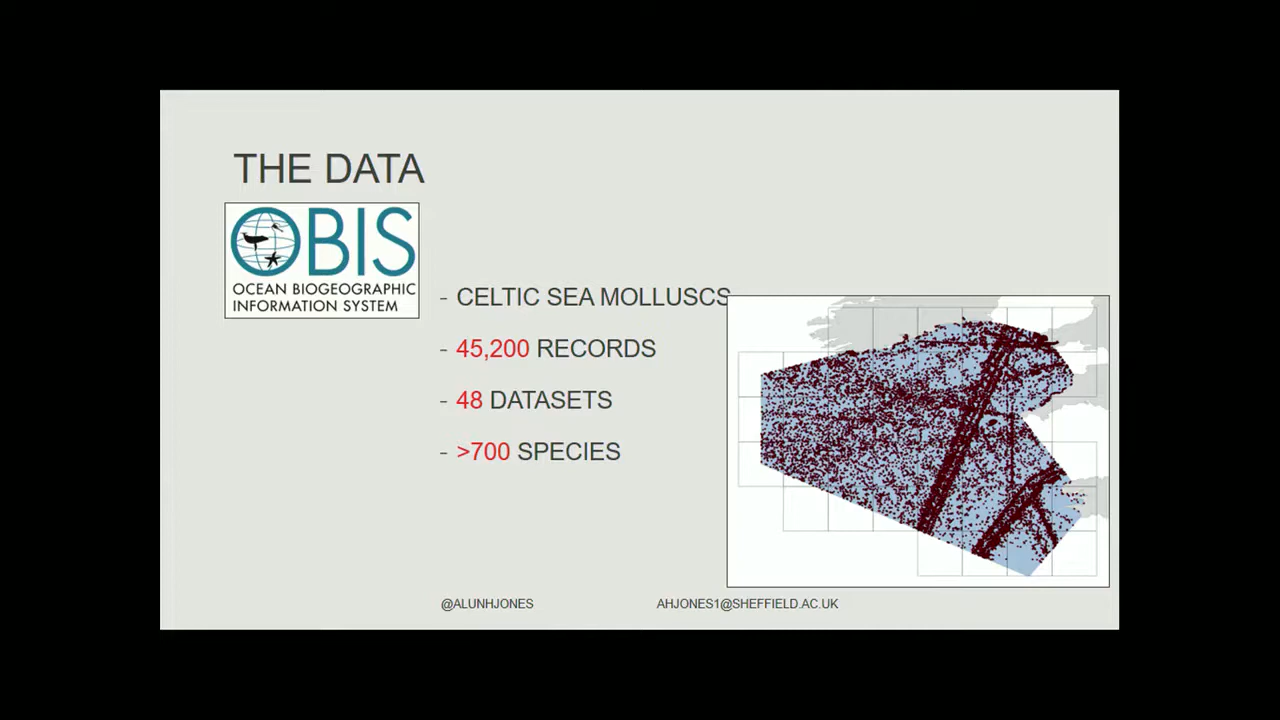 THE DATA
OBIS
OCEAN BIOGEOGRAPHIC
INFORMATION SYSTEM
- CELTIC SEA MOLLUSCS
- 45,200 RECORDS
- 48 DATASETS
- >700 SPECIES
@ALUNHJONES
AHJONES1@SHEFFIELD.AC.UK